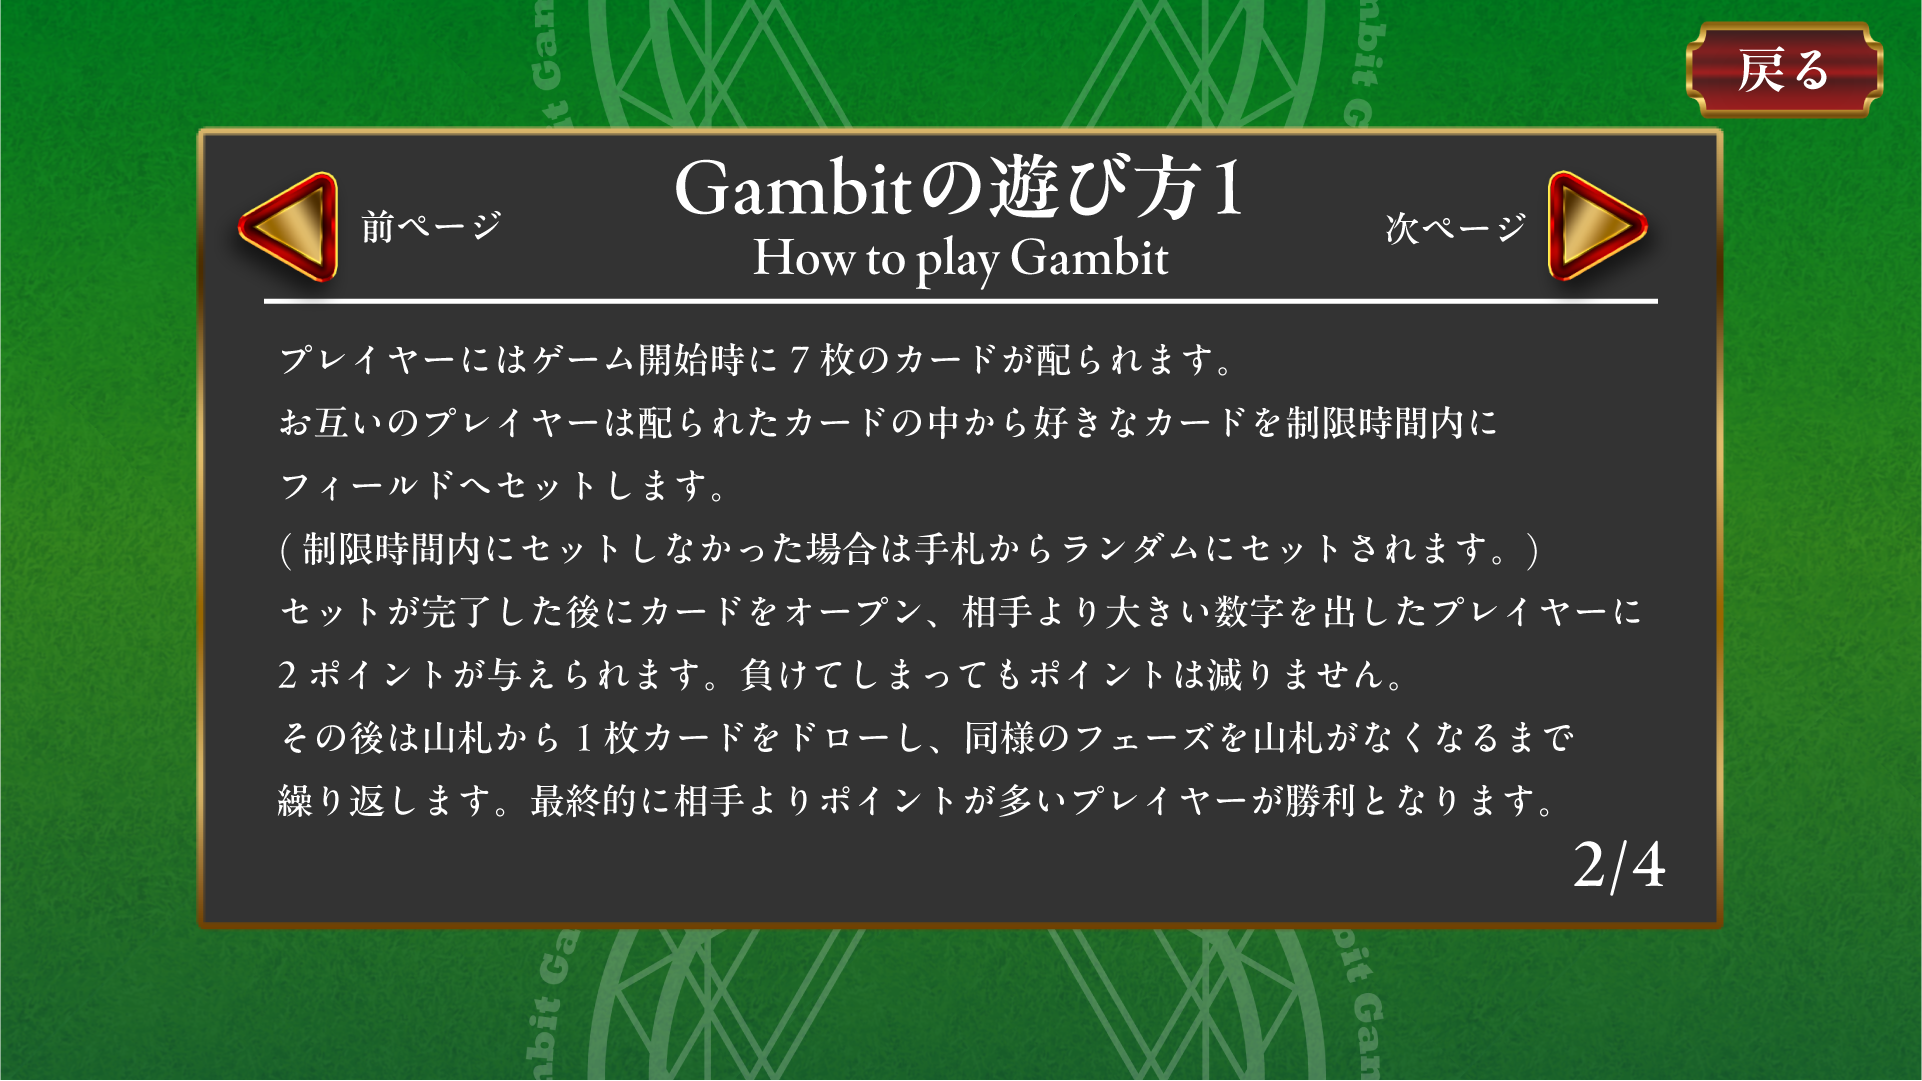 戻る
Gambitの遊び方1
How to play Gambit
前ページ
次ページ
プレイヤーにはゲーム開始時に 7 枚のカードが配られます。
お互いのプレイヤーは配られたカードの中から好きなカードを制限時間内に
フィールドへセットします。
( 制限時間内にセットしなかった場合は手札からランダムにセットされます。)
セットが完了した後にカードをオープン、相手より大きい数字を出したプレイヤーに
2 ポイントが与えられます。負けてしまってもポイントは減りません。
その後は山札から 1 枚カードをドローし、同様のフェーズを山札がなくなるまで
繰り返します。最終的に相手よりポイントが多いプレイヤーが勝利となります。
2/4